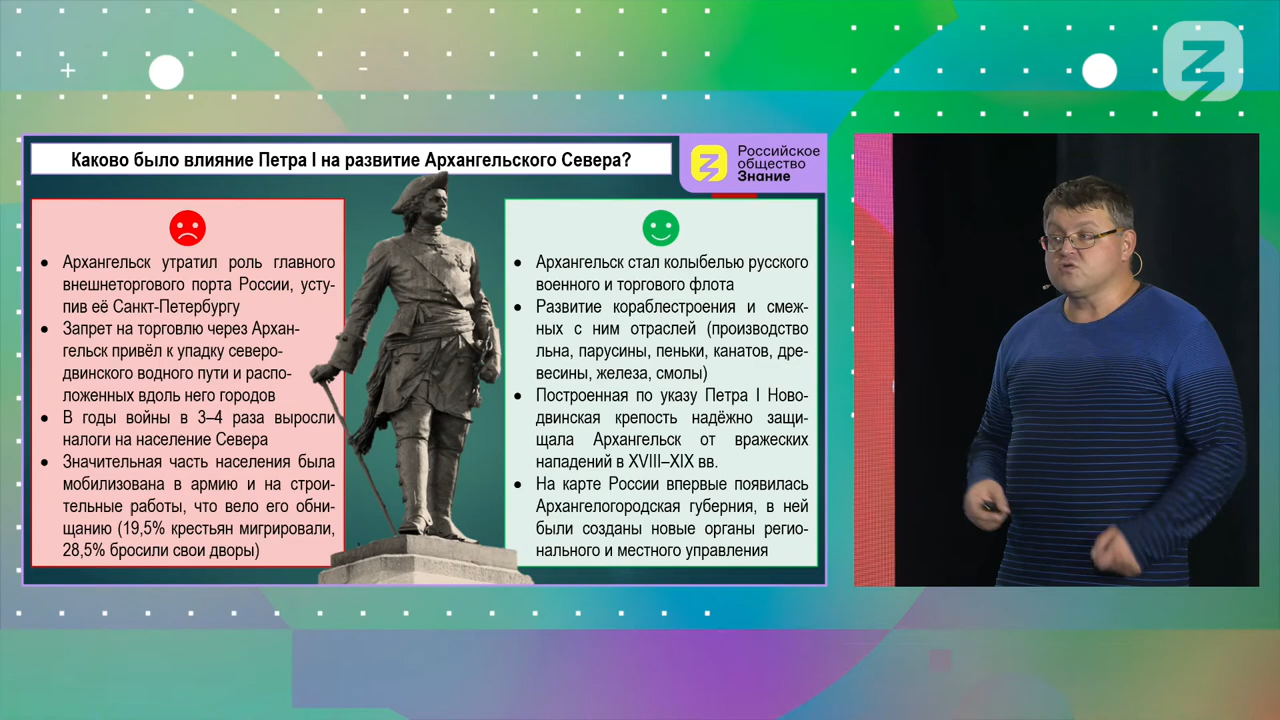 Каково было влияние Петра I на развитие Архангельского Севера?
Российское
общество
Знание
Архангельск утратил роль главного
внешнеторгового порта России, усту-
пив её Санкт-Петербургу
Запрет на торговлю через Архан-
гельск привёл к упадку северо-
двинского водного пути и распо-
ложенных вдоль него городов
В годы войны в 3–4 раза выросли
налоги на население Севера
Значительная часть населения была
мобилизована в армию и на строи-
тельные работы, что вело его обни-
щанию (19,5% крестьян мигрировали,
28,5% бросили свои дворы)
Архангельск стал колыбелью русского
военного и торгового флота
Развитие кораблестроения и смеж-
ных с ним отраслей (производство
льна, парусины, пеньки, канатов, дре-
весины, железа, смолы)
Построенная по указу Петра I Ново-
двинская крепость надёжно защи-
щала Архангельск от вражеских
нападений в XVIII–XIX вв.
На карте России впервые появилась
Архангелогородская губерния, в ней
были созданы новые органы регио-
нального и местного управления